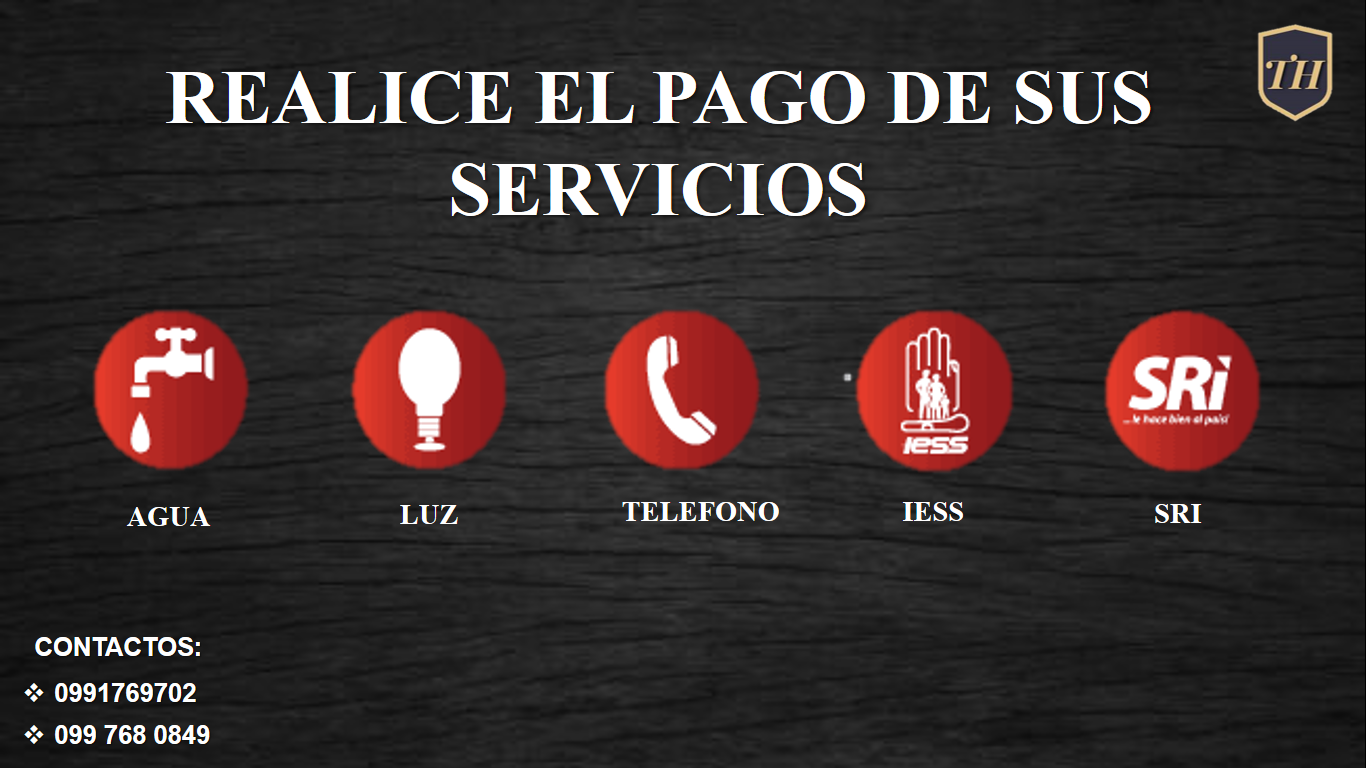 TH
REALICE EL PAGO DE SUS
SERVICIOS
iess
SRi
...le hace bien al país!
AGUA
LUZ
TELEFONO
IESS
SRI
CONTACTOS:
❖ 0991769702
❖ 099 768 0849